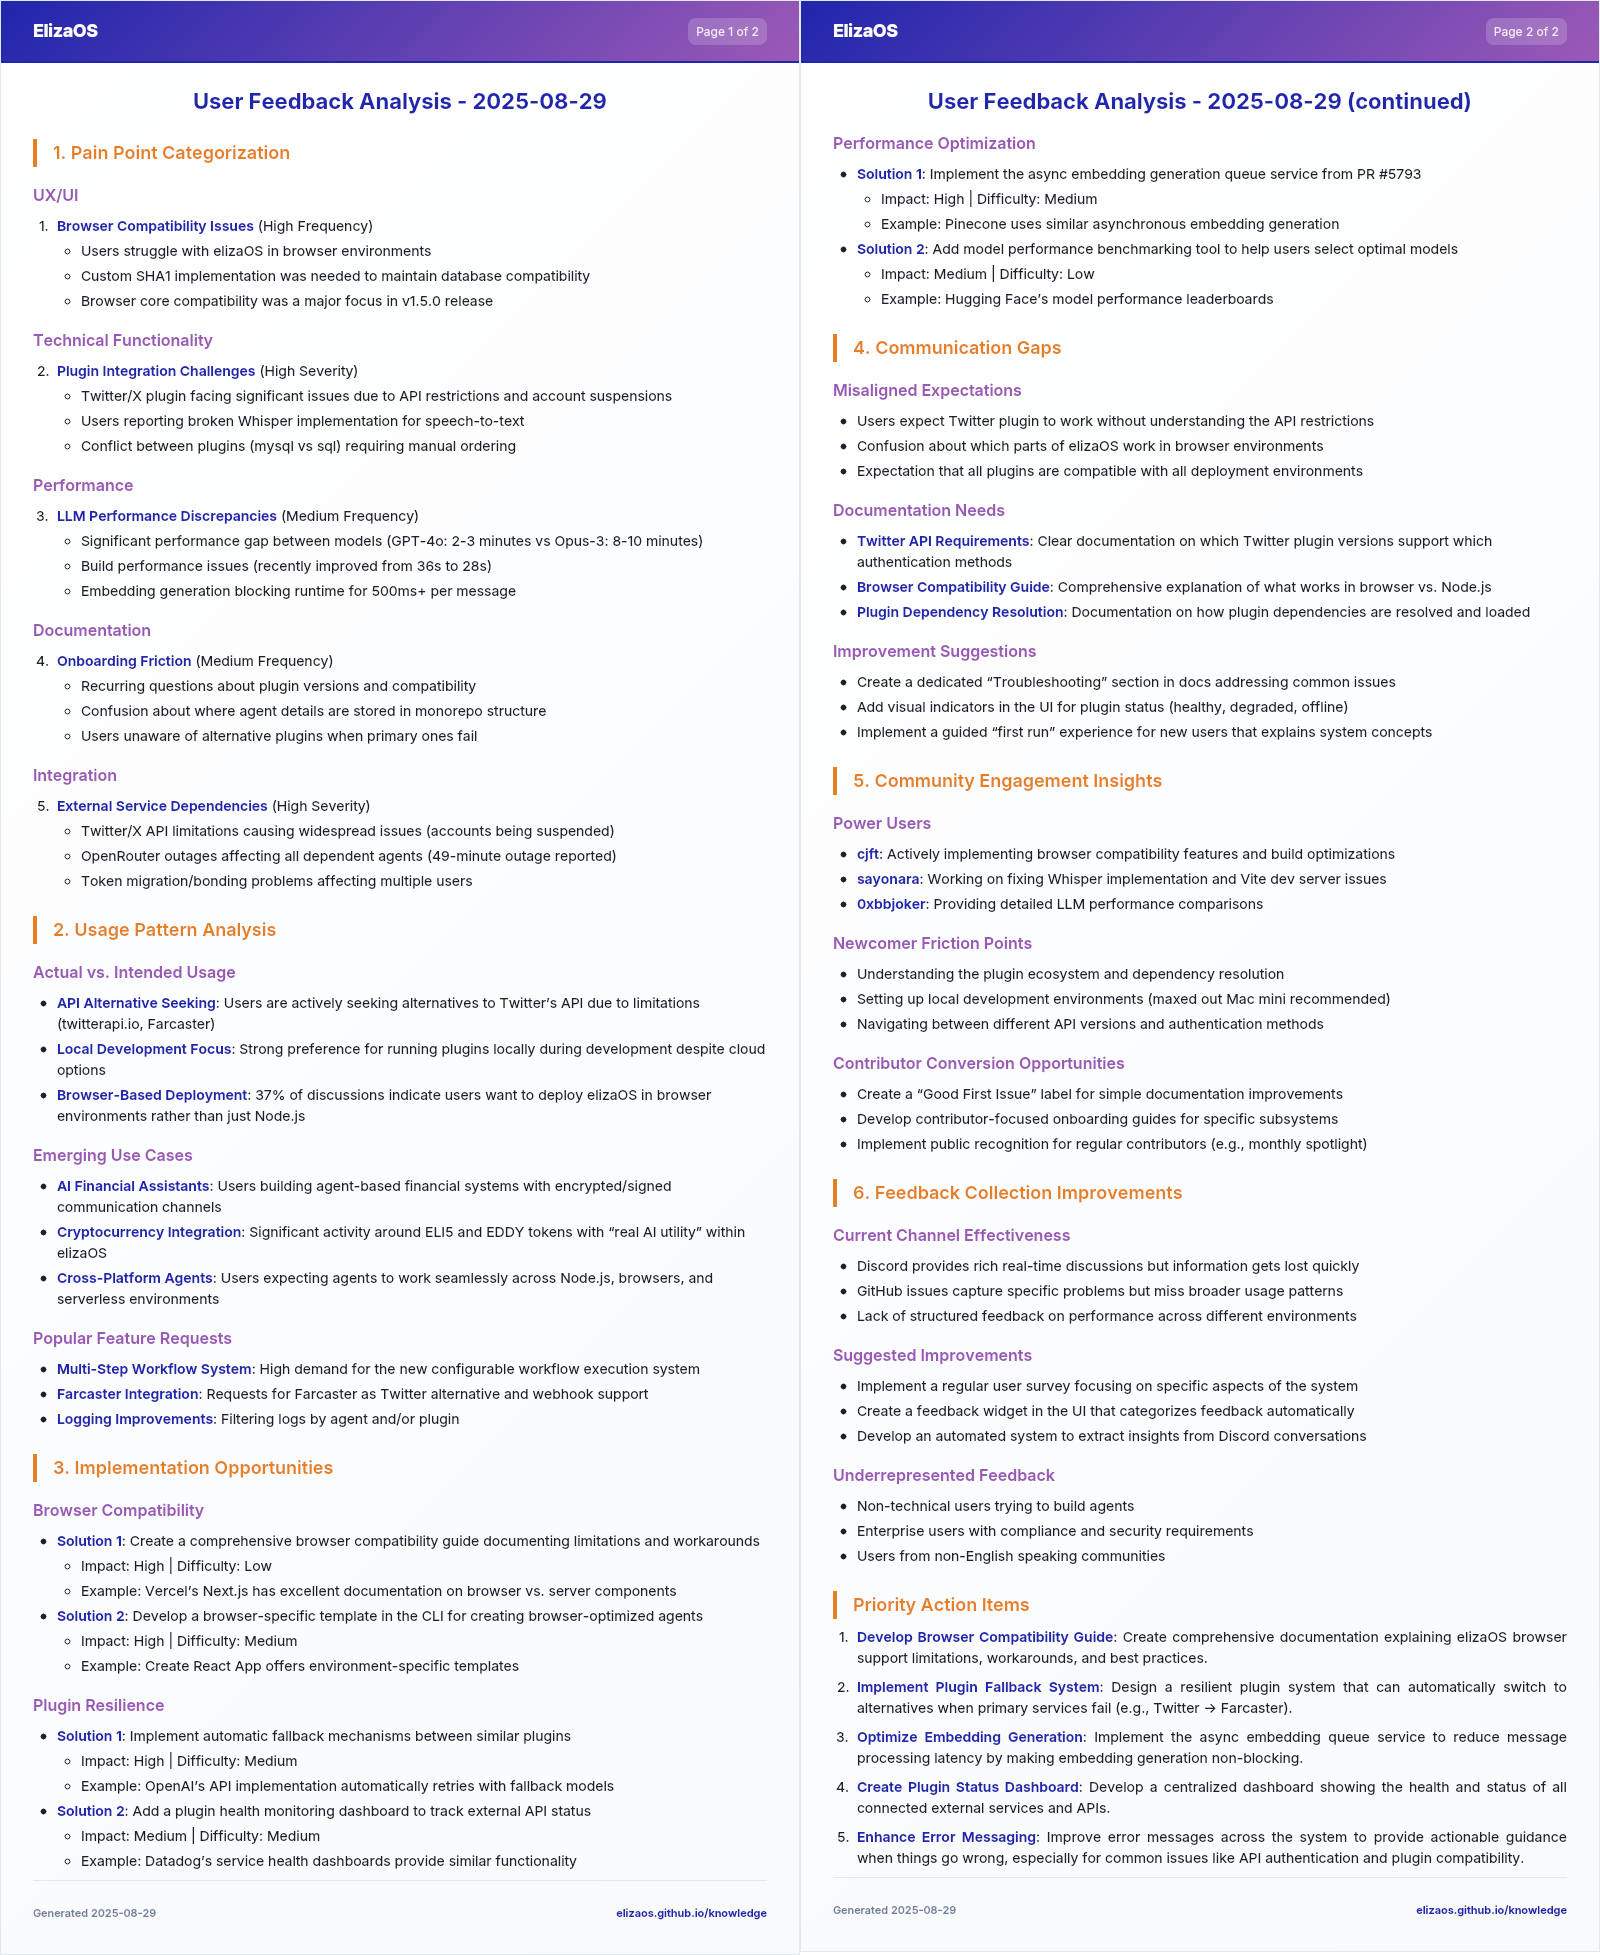 ElizaOS
Page 1 of 2
User Feedback Analysis - 2025-08-29
1. Pain Point Categorization
UX/UI
1. Browser Compatibility Issues (High Frequency)
◦ Users struggle with elizaOS in browser environments
◦ Custom SHA1 implementation was needed to maintain database compatibility
◦ Browser core compatibility was a major focus in v1.5.0 release
Technical Functionality
2. Plugin Integration Challenges (High Severity)
◦ Twitter/X plugin facing significant issues due to API restrictions and account suspensions
◦ Users reporting broken Whisper implementation for speech-to-text
◦ Conflict between plugins (mysql vs sql) requiring manual ordering
Performance
3. LLM Performance Discrepancies (Medium Frequency)
◦ Significant performance gap between models (GPT-4o: 2-3 minutes vs Opus-3: 8-10 minutes)
◦ Build performance issues (recently improved from 36s to 28s)
◦ Embedding generation blocking runtime for 500ms+ per message
Documentation
4. Onboarding Friction (Medium Frequency)
◦ Recurring questions about plugin versions and compatibility
◦ Confusion about where agent details are stored in monorepo structure
◦ Users unaware of alternative plugins when primary ones fail
Integration
5. External Service Dependencies (High Severity)
◦ Twitter/X API limitations causing widespread issues (accounts being suspended)
◦ OpenRouter outages affecting all dependent agents (49-minute outage reported)
◦ Token migration/bonding problems affecting multiple users
2. Usage Pattern Analysis
Actual vs. Intended Usage
• API Alternative Seeking: Users are actively seeking alternatives to Twitter’s API due to limitations
(twitterapi.io, Farcaster)
• Local Development Focus: Strong preference for running plugins locally during development despite cloud
options
• Browser-Based Deployment: 37% of discussions indicate users want to deploy elizaOS in browser
environments rather than just Node.js
Emerging Use Cases
• AI Financial Assistants: Users building agent-based financial systems with encrypted/signed
communication channels
• Cryptocurrency Integration: Significant activity around ELI5 and EDDY tokens with “real AI utility” within
elizaOS
• Cross-Platform Agents: Users expecting agents to work seamlessly across Node.js, browsers, and
serverless environments
Popular Feature Requests
• Multi-Step Workflow System: High demand for the new configurable workflow execution system
• Farcaster Integration: Requests for Farcaster as Twitter alternative and webhook support
• Logging Improvements: Filtering logs by agent and/or plugin
3. Implementation Opportunities
Browser Compatibility
• Solution 1: Create a comprehensive browser compatibility guide documenting limitations and workarounds
◦ Impact: High | Difficulty: Low
◦ Example: Vercel’s Next.js has excellent documentation on browser vs. server components
• Solution 2: Develop a browser-specific template in the CLI for creating browser-optimized agents
◦ Impact: High | Difficulty: Medium
◦ Example: Create React App offers environment-specific templates
Plugin Resilience
• Solution 1: Implement automatic fallback mechanisms between similar plugins
◦ Impact: High | Difficulty: Medium
◦ Example: OpenAI’s API implementation automatically retries with fallback models
• Solution 2: Add a plugin health monitoring dashboard to track external API status
◦ Impact: Medium | Difficulty: Medium
◦ Example: Datadog’s service health dashboards provide similar functionality
Generated 2025-08-29
elizaos.github.io/knowledge
ElizaOS
Page 2 of 2
User Feedback Analysis - 2025-08-29 (continued)
Performance Optimization
• Solution 1: Implement the async embedding generation queue service from PR #5793
◦ Impact: High | Difficulty: Medium
◦ Example: Pinecone uses similar asynchronous embedding generation
• Solution 2: Add model performance benchmarking tool to help users select optimal models
◦ Impact: Medium | Difficulty: Low
◦ Example: Hugging Face’s model performance leaderboards
4. Communication Gaps
Misaligned Expectations
• Users expect Twitter plugin to work without understanding the API restrictions
• Confusion about which parts of elizaOS work in browser environments
• Expectation that all plugins are compatible with all deployment environments
Documentation Needs
• Twitter API Requirements: Clear documentation on which Twitter plugin versions support which
authentication methods
• Browser Compatibility Guide: Comprehensive explanation of what works in browser vs. Node.js
• Plugin Dependency Resolution: Documentation on how plugin dependencies are resolved and loaded
Improvement Suggestions
• Create a dedicated “Troubleshooting” section in docs addressing common issues
• Add visual indicators in the UI for plugin status (healthy, degraded, offline)
• Implement a guided “first run” experience for new users that explains system concepts
5. Community Engagement Insights
Power Users
• cjft: Actively implementing browser compatibility features and build optimizations
• sayonara: Working on fixing Whisper implementation and Vite dev server issues
• 0xbbjoker: Providing detailed LLM performance comparisons
Newcomer Friction Points
• Understanding the plugin ecosystem and dependency resolution
• Setting up local development environments (maxed out Mac mini recommended)
• Navigating between different API versions and authentication methods
Contributor Conversion Opportunities
• Create a “Good First Issue” label for simple documentation improvements
• Develop contributor-focused onboarding guides for specific subsystems
• Implement public recognition for regular contributors (e.g., monthly spotlight)
6. Feedback Collection Improvements
Current Channel Effectiveness
• Discord provides rich real-time discussions but information gets lost quickly
• GitHub issues capture specific problems but miss broader usage patterns
• Lack of structured feedback on performance across different environments
Suggested Improvements
• Implement a regular user survey focusing on specific aspects of the system
• Create a feedback widget in the UI that categorizes feedback automatically
• Develop an automated system to extract insights from Discord conversations
Underrepresented Feedback
• Non-technical users trying to build agents
• Enterprise users with compliance and security requirements
• Users from non-English speaking communities
Priority Action Items
1. Develop Browser Compatibility Guide: Create comprehensive documentation explaining elizaOS browser
support limitations, workarounds, and best practices.
2. Implement Plugin Fallback System: Design a resilient plugin system that can automatically switch to
alternatives when primary services fail (e.g., Twitter → Farcaster).
3. Optimize Embedding Generation: Implement the async embedding queue service to reduce message
processing latency by making embedding generation non-blocking.
4. Create Plugin Status Dashboard: Develop a centralized dashboard showing the health and status of all
connected external services and APIs.
5. Enhance Error Messaging: Improve error messages across the system to provide actionable guidance
when things go wrong, especially for common issues like API authentication and plugin compatibility.
Generated 2025-08-29
elizaos.github.io/knowledge